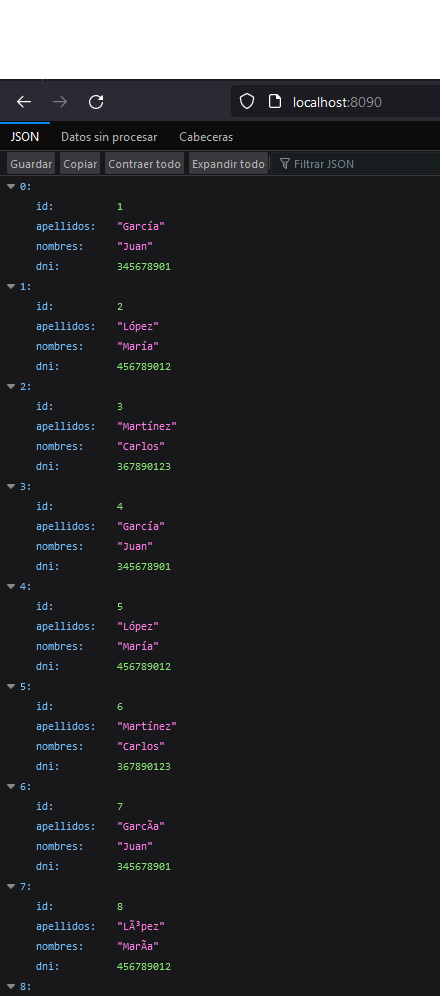 localhost:8090
JSON Datos sin procesar Cabeceras
Guardar Copiar Contraer todo Expandir todo Filtrar JSON
0:
id: 1
apellidos: "García"
nombres: "Juan"
dni: 345678901
1:
id: 2
apellidos: "López"
nombres: "María"
dni: 456789012
2:
id: 3
apellidos: "Martínez"
nombres: "Carlos"
dni: 367890123
3:
id: 4
apellidos: "García"
nombres: "Juan"
dni: 345678901
4:
id: 5
apellidos: "López"
nombres: "María"
dni: 456789012
5:
id: 6
apellidos: "Martínez"
nombres: "Carlos"
dni: 367890123
6:
id: 7
apellidos: "GarcÃa"
nombres: "Juan"
dni: 345678901
7:
id: 8
apellidos: "LÃ³pez"
nombres: "MarÃa"
dni: 456789012
8: